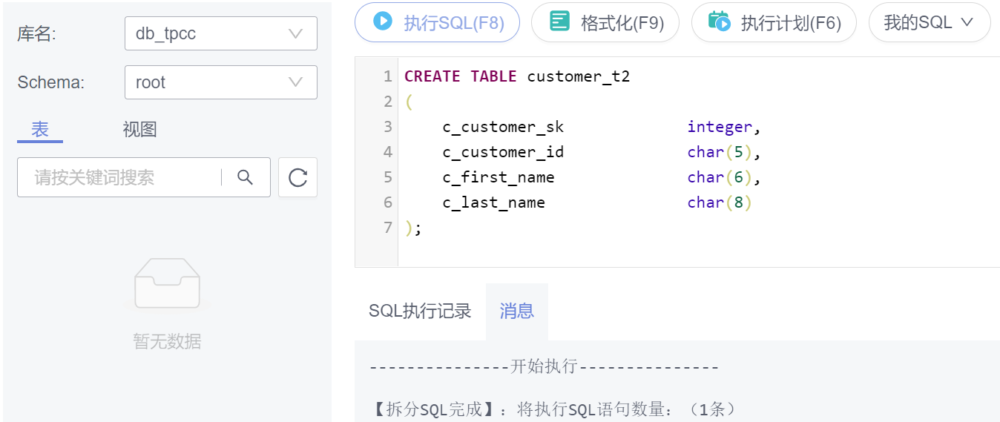 库名:
db_tpcc
Schema:
root
表
视图
请按关键词搜索
暂无数据
执行SQL(F8)
格式化(F9)
执行计划(F6)
我的SQL
1 CREATE TABLE customer_t2
2 (
3 c_customer_sk integer,
4 c_customer_id char(5),
5 c_first_name char(6),
6 c_last_name char(8)
7 );
SQL执行记录
消息
---------------开始执行---------------
【拆分SQL完成】：将执行SQL语句数量：（1条）